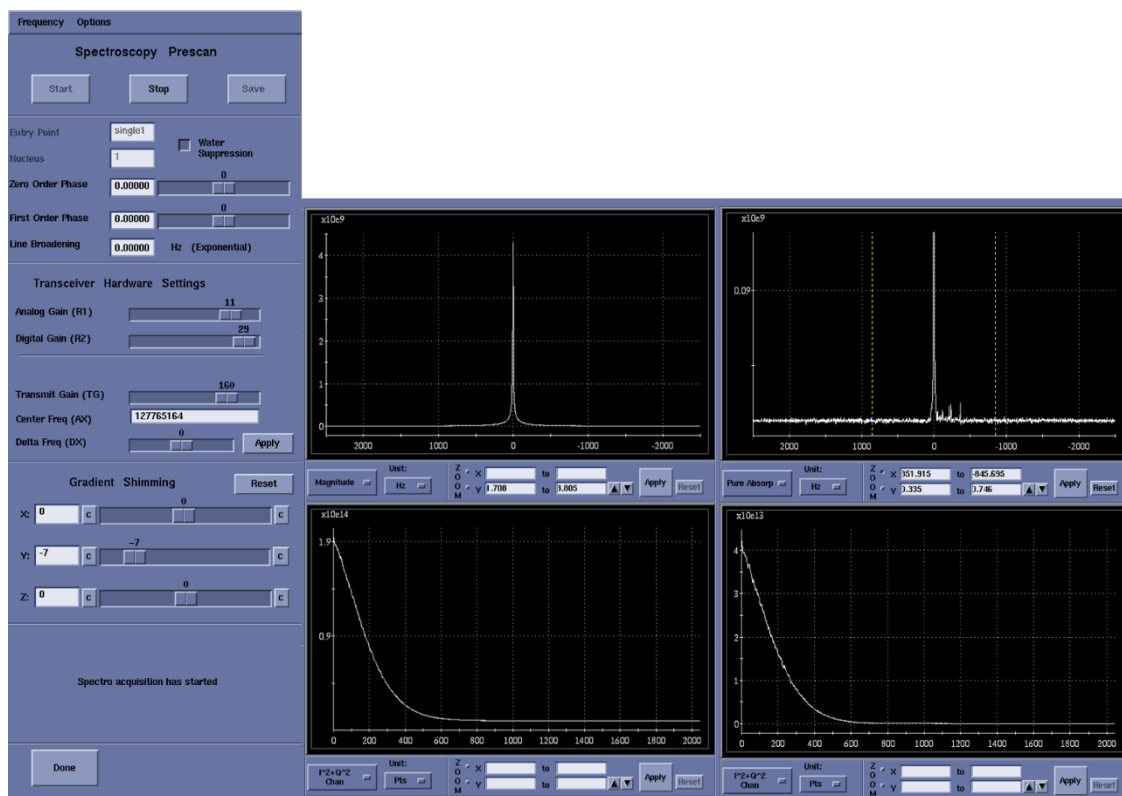 Frequency Options
Spectroscopy Prescan
Start Stop Save
Entry Point single1
Nucleus 1
Water Suppression
Zero Order Phase 0.00000 0
First Order Phase 0.00000 0
Line Broadening 0.00000 Hz (Exponential)
Transceiver Hardware Settings
Analog Gain (R1) 11
Digital Gain (R2) 29
Transmit Gain (TG) 160
Center Freq (AX) 127765164
Delta Freq (DX) 0 Apply
Gradient Shimming Reset
X: 0 c 0 c
Y: -7 c -7 c
Z: 0 c 0 c
Spectro acquisition has started
Done
x10e9
4
3
2
1
0
2000 1000 0 -1000 -2000
Magnitude Unit: Hz ZOOM X to Y 1.708 to 3.805 Apply Reset
x10e9
0.09
2000 1000 0 -1000 -2000
Pure Absorp Unit: Hz ZOOM X 351.915 to -845.695 Y 0.335 to 0.746 Apply Reset
x10e14
1.9
0.9
0 200 400 600 800 1000 1200 1400 1600 1800 2000
I^2+Q^2 Chan Unit: Pts ZOOM X to Y to Apply Reset
x10e13
4
3
2
1
0
0 200 400 600 800 1000 1200 1400 1600 1800 2000
I^2+Q^2 Chan Unit: Pts ZOOM X to Y to Apply Reset